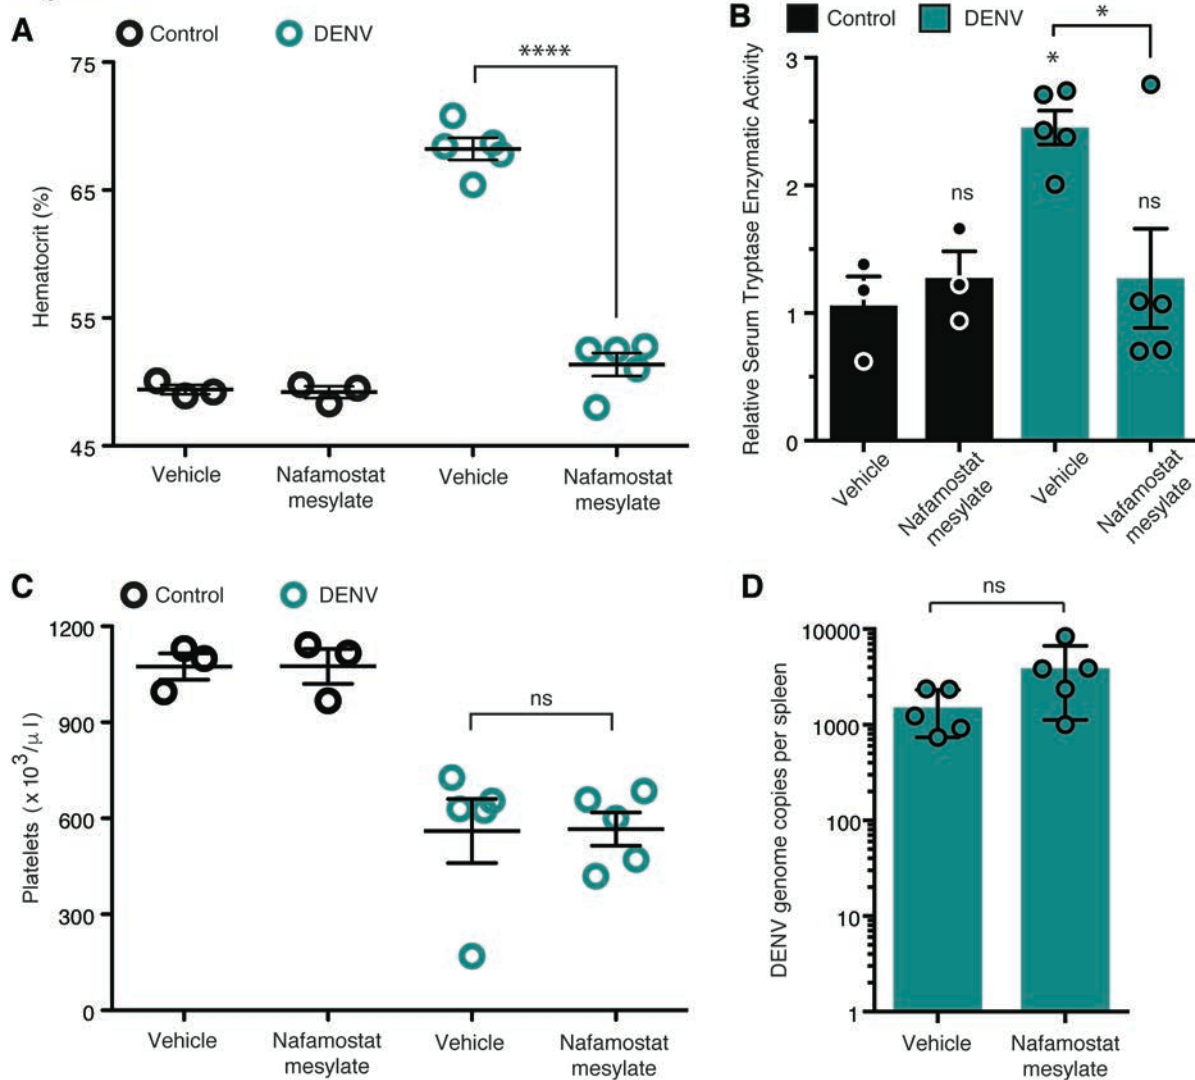 A
Control
DENV
****
75
65
55
45
Hematocrit (%)
Vehicle
Nafamostat
mesylate
Vehicle
Nafamostat
mesylate
B
Control
DENV
*
*
ns
ns
3
2
1
0
Relative Serum Tryptase Enzymatic Activity
Vehicle
Nafamostat
mesylate
Vehicle
Nafamostat
mesylate
C
Control
DENV
1200
900
600
300
0
ns
Platelets (x 10³/μl)
Vehicle
Nafamostat
mesylate
Vehicle
Nafamostat
mesylate
D
ns
10000
1000
100
10
1
DENV genome copies per spleen
Vehicle
Nafamostat
mesylate